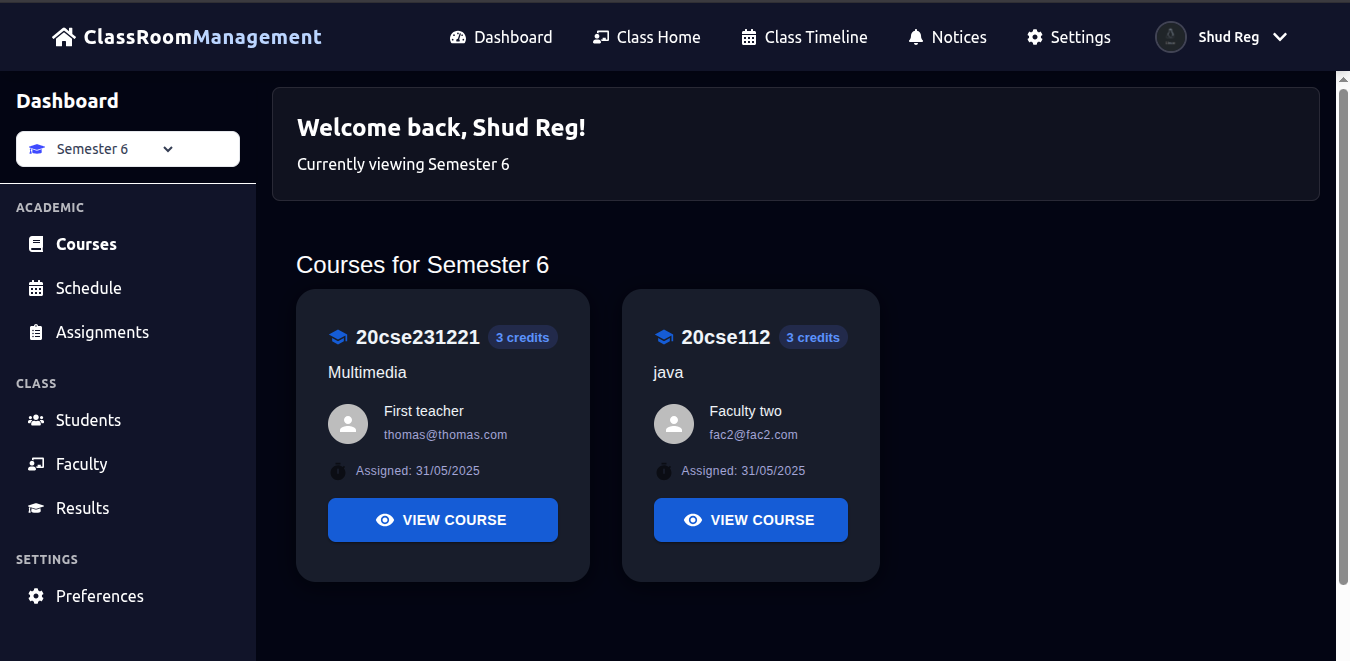 ClassRoomManagement Dashboard Class Home Class Timeline Notices Settings Shud Reg
Dashboard
Semester 6
ACADEMIC
Courses
Schedule
Assignments
CLASS
Students
Faculty
Results
SETTINGS
Preferences
Welcome back, Shud Reg!
Currently viewing Semester 6
Courses for Semester 6
20cse231221 3 credits
Multimedia
First teacher
thomas@thomas.com
Assigned: 31/05/2025
VIEW COURSE
20cse112 3 credits
java
Faculty two
fac2@fac2.com
Assigned: 31/05/2025
VIEW COURSE